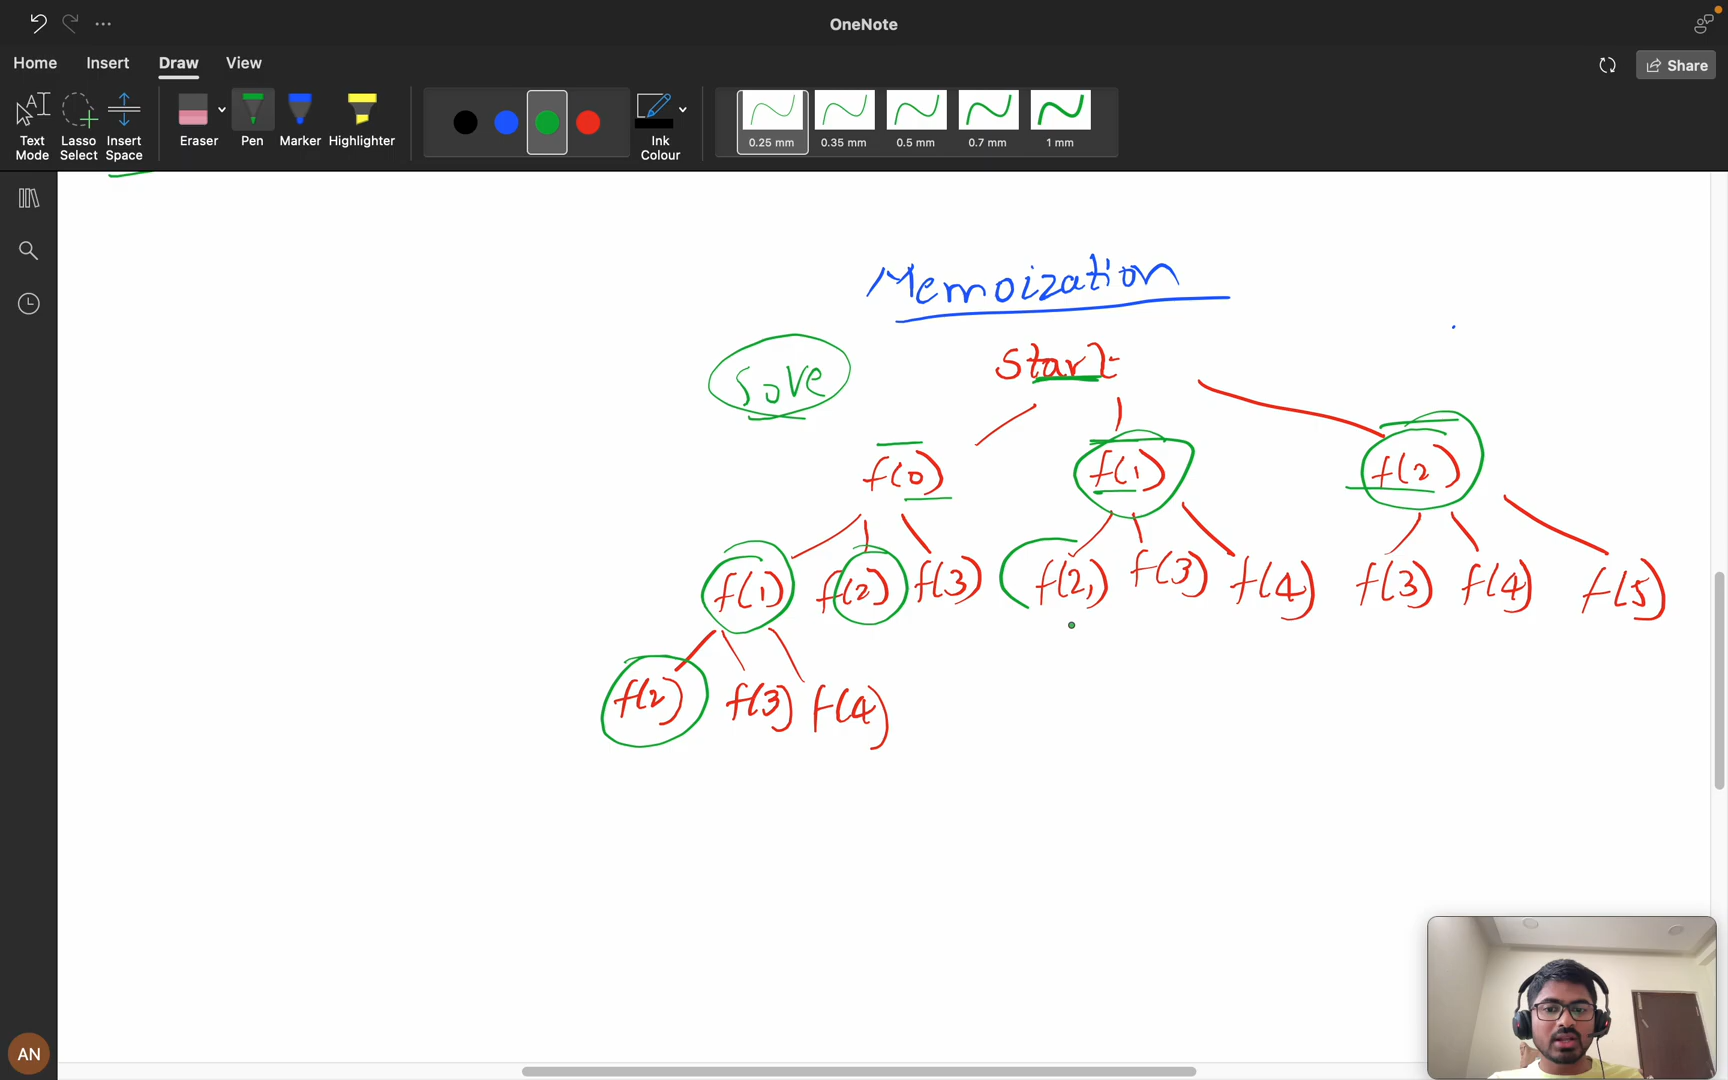 OneNote
Home Insert Draw View
Share
Text Mode
Lasso Select
Insert Space
Eraser
Pen
Marker
Highlighter
Ink Colour
0.25 mm 0.35 mm 0.5 mm 0.7 mm 1 mm
Memoization
Solve Start
f(0) f(1) f(2)
f(1) f(2) f(3) f(2) f(3) f(4) f(3) f(4) f(5)
f(2) f(3) f(4)
AN